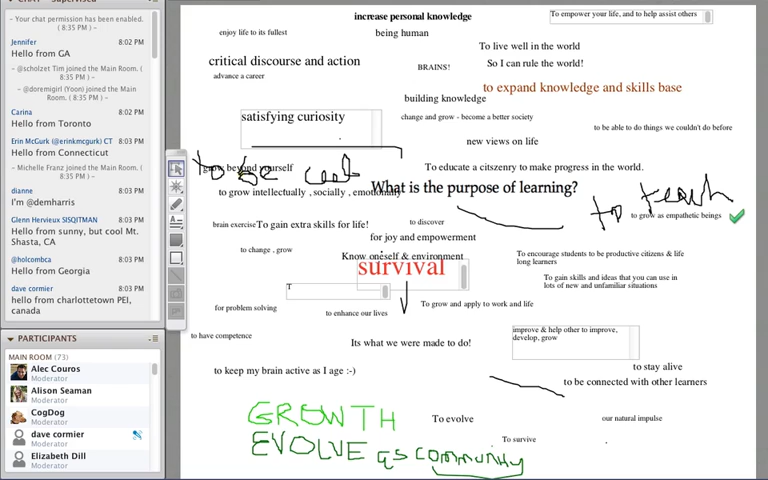 CHAT - Supervised
- Your chat permission has been enabled.
( 8:35 PM ) -
Jennifer 8:02 PM
Hello from GA
- @scholzet Tim joined the Main Room. (
8:35 PM ) -
- @doremigirl (Yoon) joined the Main
Room. ( 8:35 PM ) -
Carina 8:02 PM
Hello from Toronto
Erin McGurk (@erinkmgurk) CT 8:03 PM
Hello from Connecticut
- Michelle Franz joined the Main Room. (
8:35 PM ) -
dianne 8:03 PM
I'm @demharris
Glenn Hervieux SISQITMAN 8:03 PM
Hello from sunny, but cool Mt.
Shasta, CA
@holcombca 8:03 PM
Hello from Georgia
dave cormier 8:03 PM
hello from charlottetown PEI,
canada
PARTICIPANTS
MAIN ROOM (73)
Alec Couros
Moderator
Alison Seaman
Moderator
CogDog
Moderator
dave cormier
Moderator
Elizabeth Dill
Moderator
increase personal knowledge
To empower your life, and to help assist others
enjoy life to its fullest
being human
To live well in the world
critical discourse and action
BRAINS!
So I can rule the world!
advance a career
to expand knowledge and skills base
building knowledge
satisfying curiosity
change and grow - become a better society
to be able to do things we couldn't do before
new views on life
grow beyond yourself
to be cool
To educate a citszenry to make progress in the world.
to grow intellectually , socially , emotionally
What is the purpose of learning?
to teach
to grow as empathetic beings
brain exercise
To gain extra skills for life!
to discover
for joy and empowerment
to change , grow
Know oneself & environment
To encourage students to be productive citizens & life
long learners
survival
To gain skills and ideas that you can use in
lots of new and unfamiliar situations
T
To grow and apply to work and life
for problem solving
to enhance our lives
to have competence
Its what we were made to do!
improve & help other to improve,
develop, grow
to keep my brain active as I age :-)
to stay alive
to be connected with other learners
GROWTH
To evolve
our natural impulse
EVOLVE as COMMUNITY
To survive